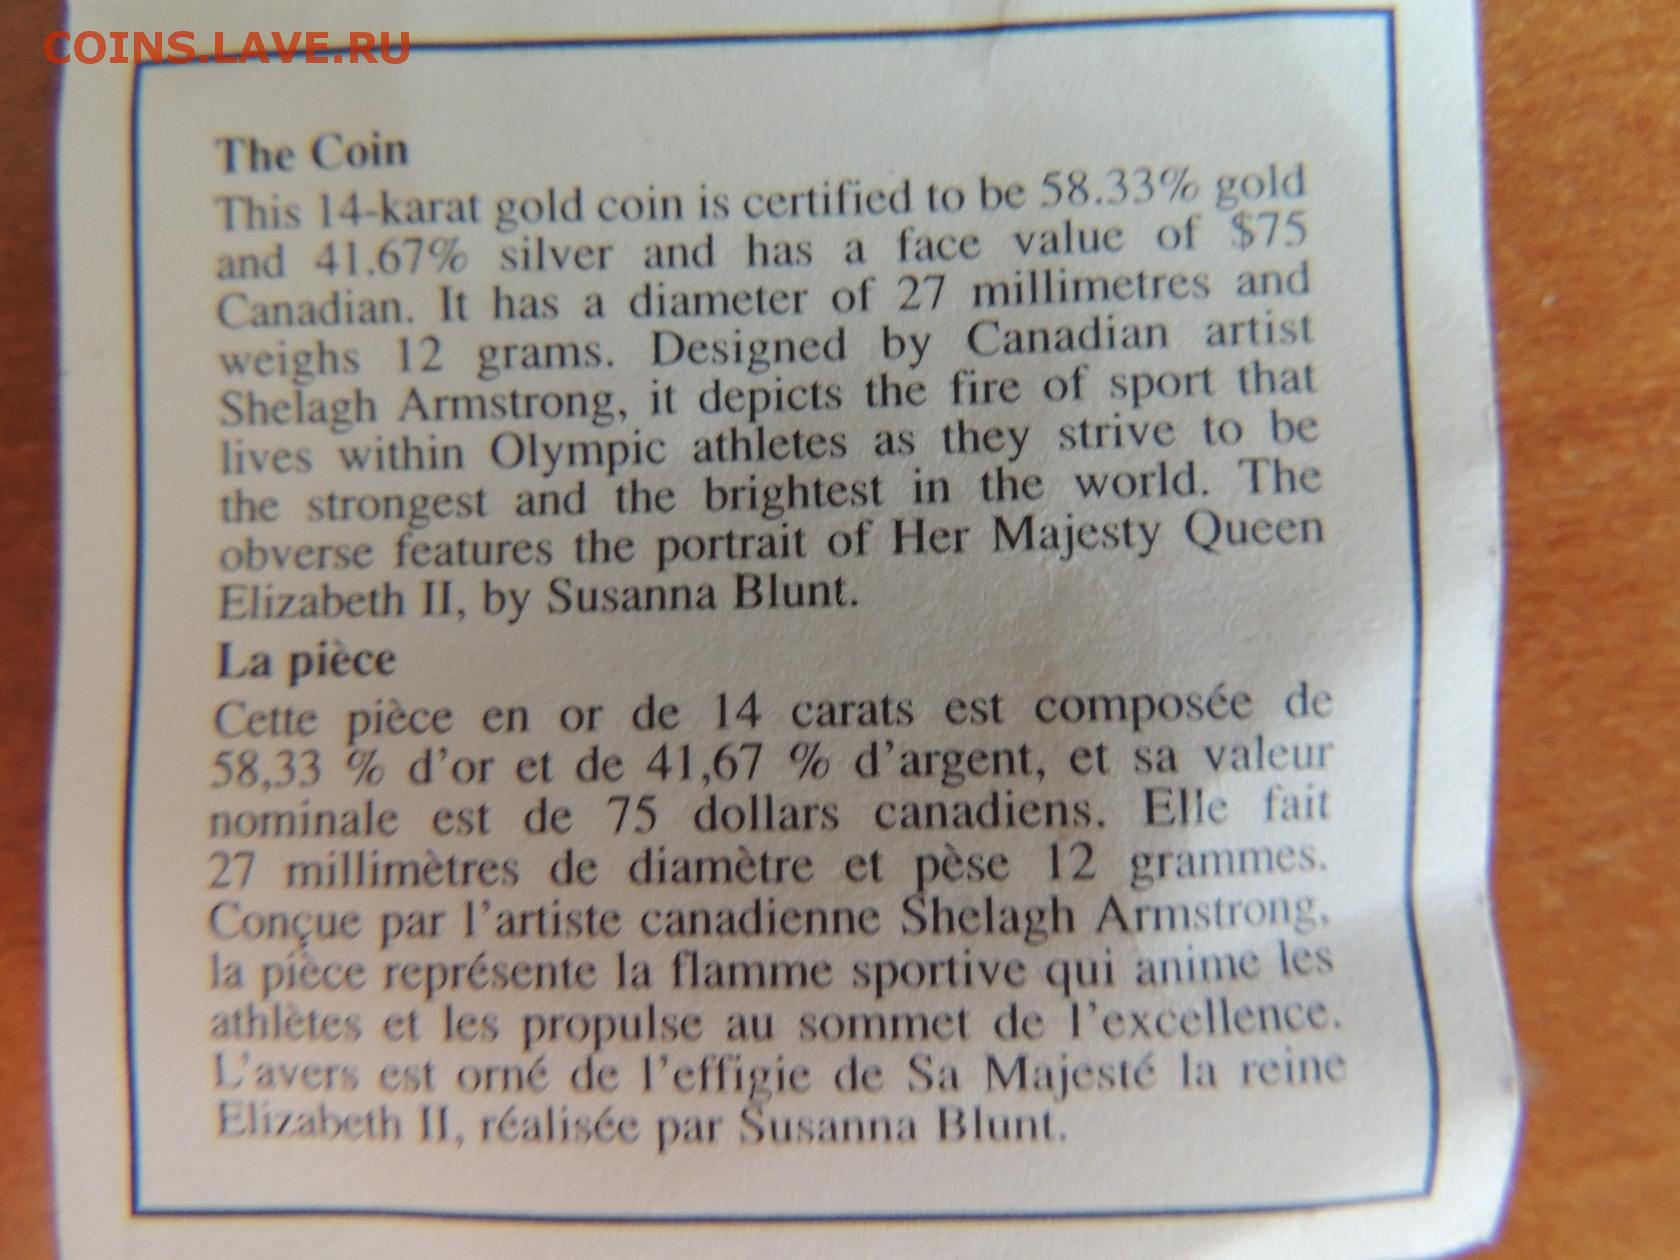 COINS.LAVE.RU
The Coin
This 14-karat gold coin is certified to be 58.33% gold
and 41.67% silver and has a face value of $75
Canadian. It has a diameter of 27 millimetres and
weighs 12 grams. Designed by Canadian artist
Shelagh Armstrong, it depicts the fire of sport that
lives within Olympic athletes as they strive to be
the strongest and the brightest in the world. The
obverse features the portrait of Her Majesty Queen
Elizabeth II, by Susanna Blunt.
La pièce
Cette pièce en or de 14 carats est composée de
58,33 % d’or et de 41,67 % d’argent, et sa valeur
nominale est de 75 dollars canadiens. Elle fait
27 millimètres de diamètre et pèse 12 grammes.
Conçue par l’artiste canadienne Shelagh Armstrong,
la pièce représente la flamme sportive qui anime les
athlètes et les propulse au sommet de l’excellence.
L’avers est orné de l’effigie de Sa Majesté la reine
Elizabeth II, réalisée par Susanna Blunt.